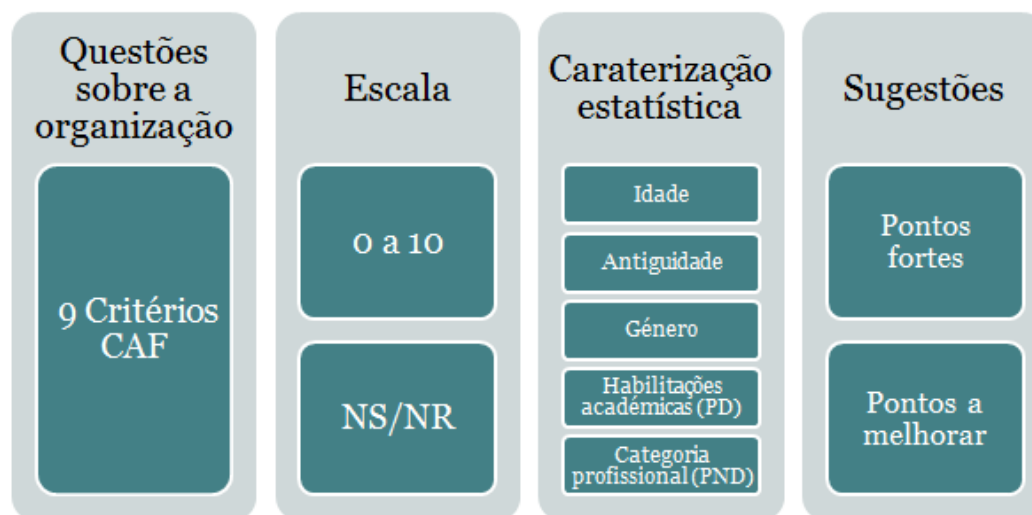 Questões
sobre a
organização
9 Critérios
CAF
Escala
0 a 10
NS/NR
Caraterização
estatística
Idade
Antiguidade
Género
Habilitações
académicas (PD)
Categoria
profissional (PND)
Sugestões
Pontos
fortes
Pontos a
melhorar